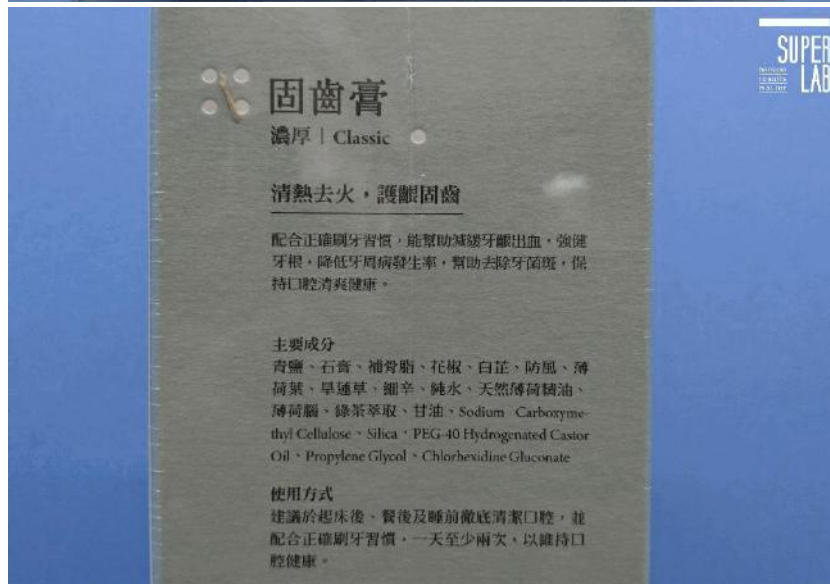 固齒膏
濃厚｜Classic
清熱去火，護齦固齒
配合正確刷牙習慣，能幫助減緩牙齦出血，強健
牙根，降低牙周病發生率，幫助去除牙菌斑，保
持口腔清爽健康。
主要成分
青鹽、石膏、補骨脂、花椒、白芷、防風、薄
荷葉、旱蓮草、細辛、純水、天然薄荷精油、
薄荷腦、綠茶萃取、甘油、Sodium Carboxyme-
thyl Cellulose、Silica、PEG-40 Hydrogenated Castor
Oil、Propylene Glycol、Chlorhexidine Gluconate
使用方式
建議於起床後、餐後及睡前徹底清潔口腔，並
配合正確刷牙習慣，一天至少兩次，以維持口
腔健康。
SUPER
LAB